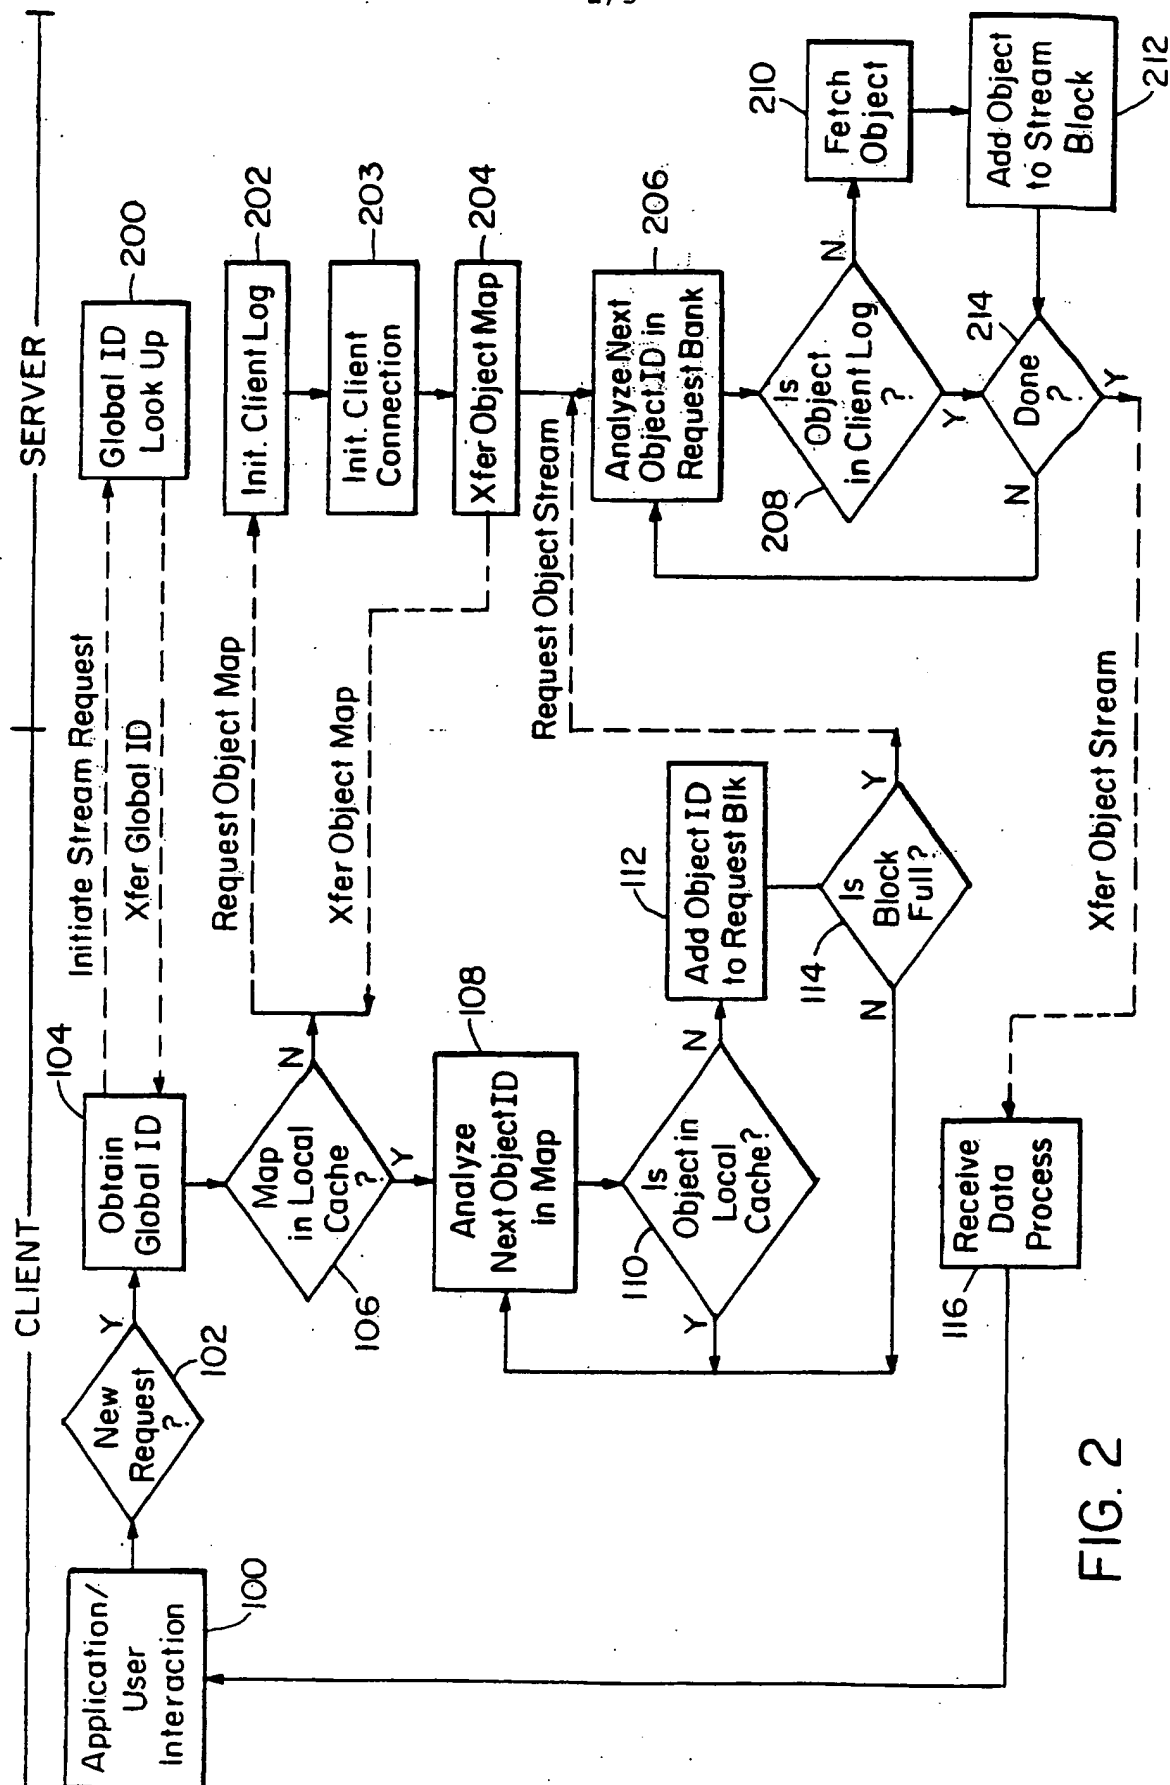 CLIENT
SERVER
Application/
User
Interaction
100
New
Request
?
102
Y
Obtain
Global ID
104
Initiate Stream Request
Xfer Global ID
Global ID
Look Up
200
Map
in Local
Cache
?
106
N
Y
Request Object Map
Xfer Object Map
Init. Client Log
202
Init. Client
Connection
203
Xfer Object Map
204
Analyze
Next Object ID
in Map
108
Is
Object in
Local
Cache?
110
Y
N
Add Object ID
to Request Blk
112
Is
Block
Full?
114
N
Y
Request Object Stream
Analyze Next
Object ID in
Request Bank
206
Is
Object
in Client Log
?
208
N
Y
Fetch
Object
210
Add Object
to Stream
Block
212
Done
?
214
N
Y
Xfer Object Stream
Receive
Data
Process
116
FIG. 2